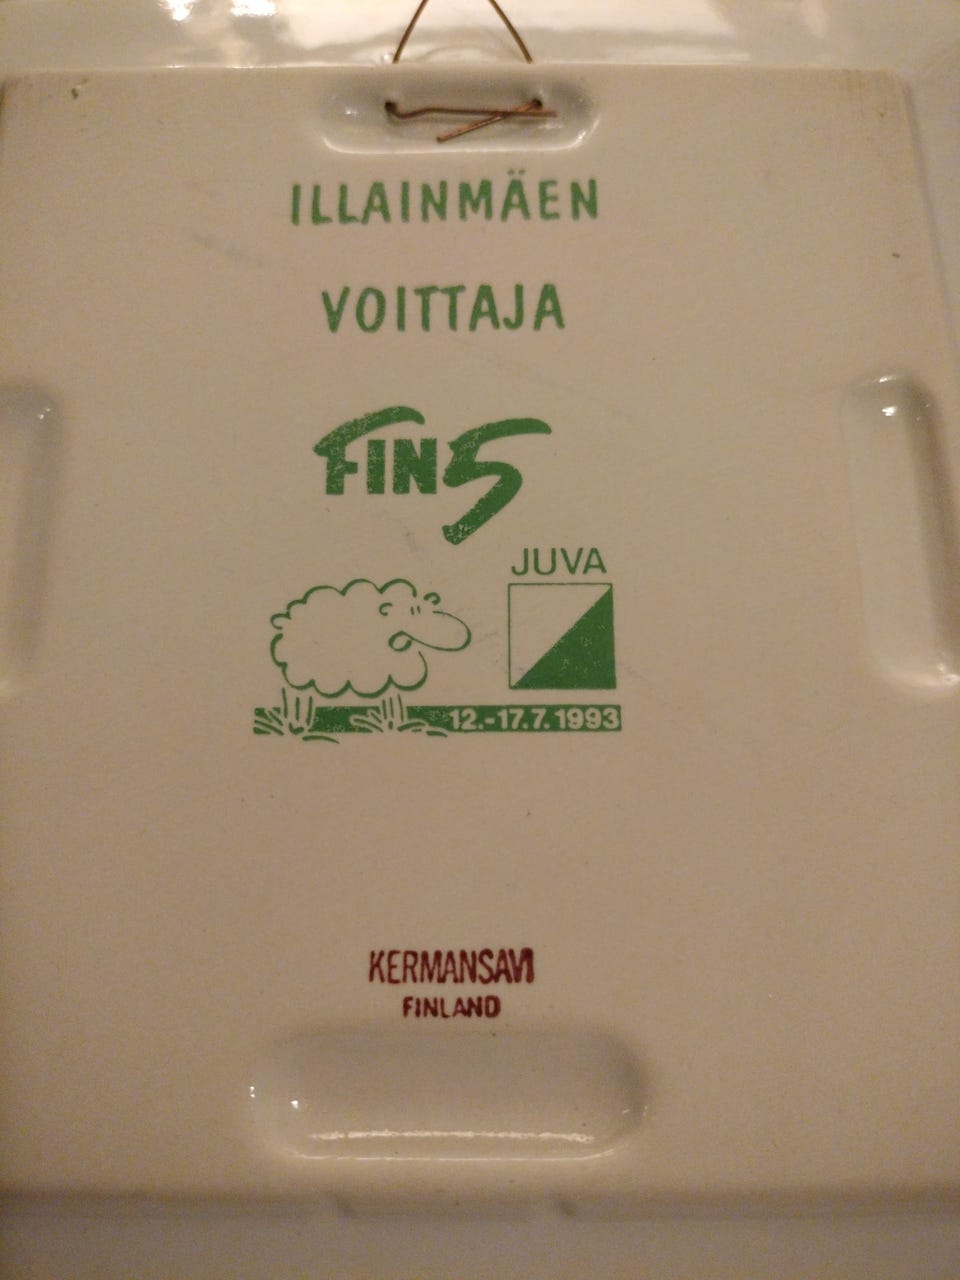 ILLAINMÄEN
VOITTAJA
FIN5
JUVA
12.-17.7.1993
KERMANSAVI
FINLAND